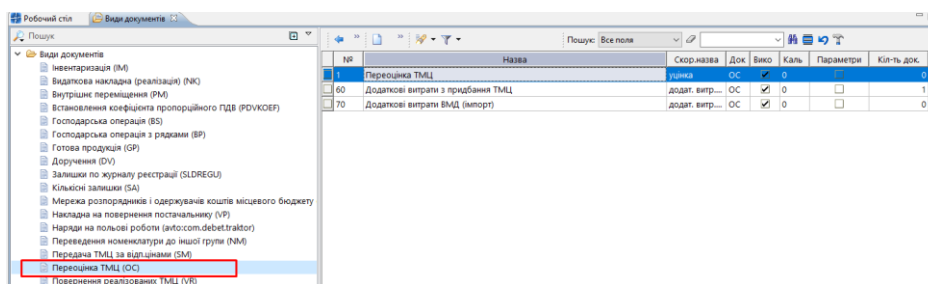 Робочий стіл Види документів
Пошук
Пошук: Все поля
Види документів
Інвентаризація (IM)
Видаткова накладна (реалізація) (NK)
Внутрішнє переміщення (PM)
Встановлення коефіцієнта пропорційного ПДВ (PDVKOEF)
Господарська операція (BS)
Господарська операція з рядками (BP)
Готова продукція (GP)
Доручення (DV)
Залишки по журналу реєстрації (SLDREGU)
Кількісні залишки (SA)
Мережа розпорядників і одержувачів коштів місцевого бюджету
Накладна на повернення постачальнику (VP)
Наряди на польові роботи (avto:com.debet.traktor)
Переведення номенклатури до іншої групи (NM)
Передача ТМЦ за відп.цінами (SM)
Переоцінка ТМЦ (OC)
Повернення реалізованих ТМЦ (VR)
№ Назва Скор.назва Док Вико Каль Параметри Кіл-ть док.
1 Переоцінка ТМЦ уцінка ОС 0 0
60 Додаткові витрати з придбання ТМЦ додат. витр.... ОС 0 1
70 Додаткові витрати ВМД (імпорт) додат. витр.... ОС 0 0